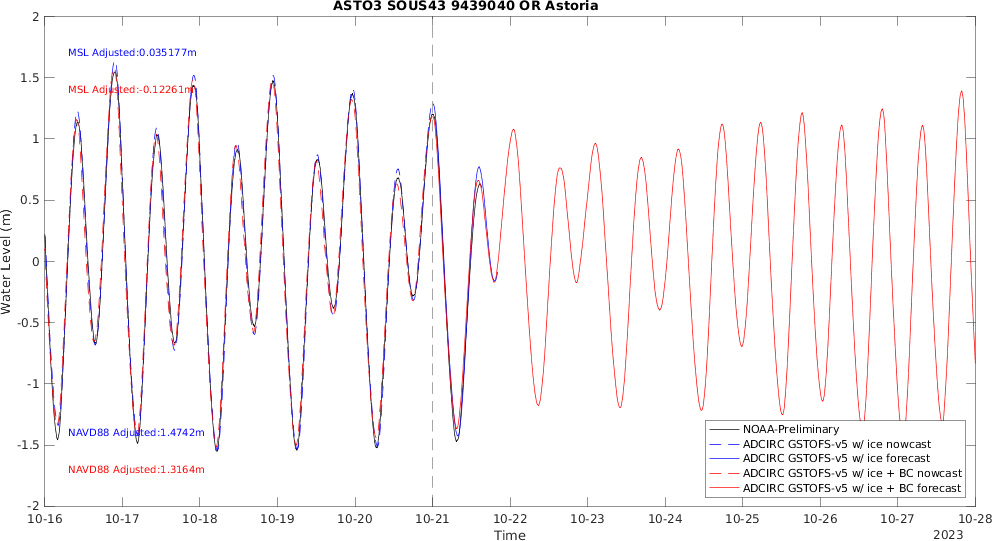 ASTO3 SOUS43 9439040 OR Astoria
MSL Adjusted:0.035177m
MSL Adjusted:-0.12261m
NAVD88 Adjusted:1.4742m
NAVD88 Adjusted:1.3164m
Water Level (m)
2
1.5
1
0.5
0
-0.5
-1
-1.5
-2
NOAA-Preliminary
ADCIRC GSTOFS-v5 w/ ice nowcast
ADCIRC GSTOFS-v5 w/ ice forecast
ADCIRC GSTOFS-v5 w/ ice + BC nowcast
ADCIRC GSTOFS-v5 w/ ice + BC forecast
10-16 10-17 10-18 10-19 10-20 10-21 10-22 10-23 10-24 10-25 10-26 10-27 10-28
Time
2023